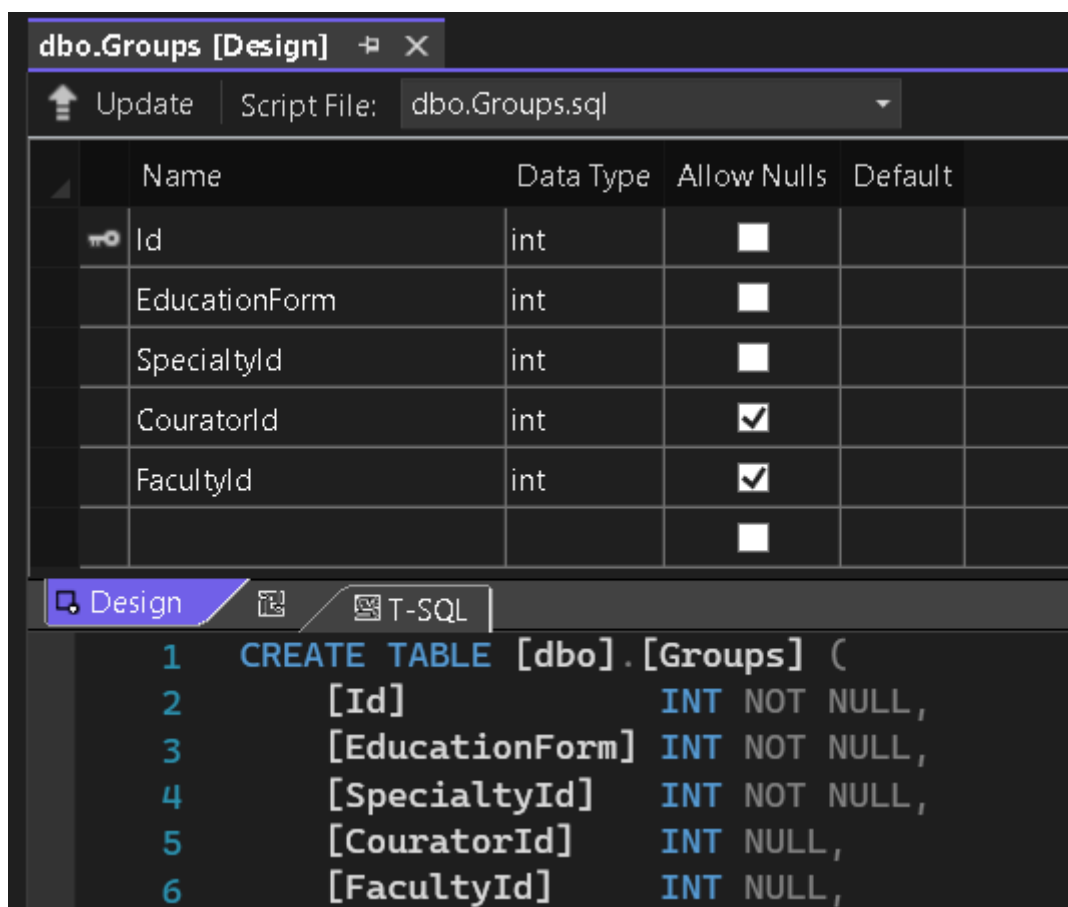 dbo.Groups [Design]
Update Script File: dbo.Groups.sql
Name Data Type Allow Nulls Default
Id int
EducationForm int
SpecialtyId int
CouratorId int
FacultyId int
Design T-SQL
1 CREATE TABLE [dbo].[Groups] (
2 [Id] INT NOT NULL,
3 [EducationForm] INT NOT NULL,
4 [SpecialtyId] INT NOT NULL,
5 [CouratorId] INT NULL,
6 [FacultyId] INT NULL,